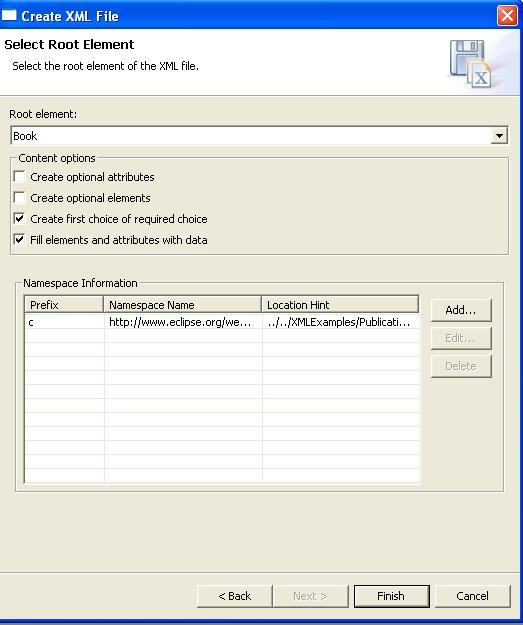 Create XML File
Select Root Element
Select the root element of the XML file.
X
Root element:
Book
Content options
Create optional attributes
Create optional elements
Create first choice of required choice
Fill elements and attributes with data
Namespace Information
Prefix Namespace Name Location Hint
c http://www.eclipse.org/we... ../../XMLExamples/Publicati...
Add...
Edit...
Delete
< Back Next > Finish Cancel